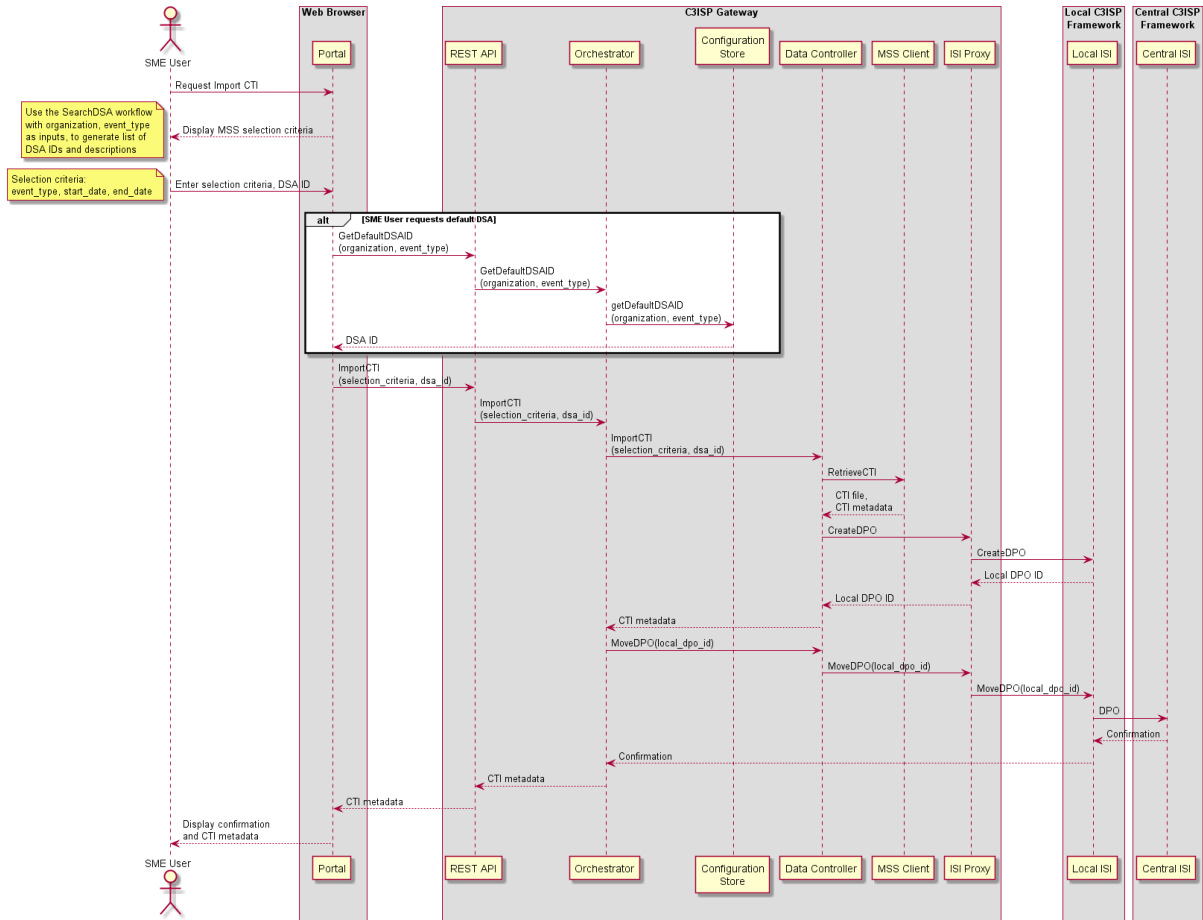 Web Browser
C3ISP Gateway
Local C3ISP
Framework
Central C3ISP
Framework
SME User
Portal
REST API
Orchestrator
Configuration
Store
Data Controller
MSS Client
ISI Proxy
Local ISI
Central ISI
Request Import CTI
Use the SearchDSA workflow
with organization, event_type
as inputs, to generate list of
DSA IDs and descriptions
Display MSS selection criteria
Selection criteria:
event_type, start_date, end_date
Enter selection criteria, DSA ID
alt
[SME User requests default DSA]
GetDefaultDSAID
(organization, event_type)
GetDefaultDSAID
(organization, event_type)
getDefaultDSAID
(organization, event_type)
DSA ID
ImportCTI
(selection_criteria, dsa_id)
ImportCTI
(selection_criteria, dsa_id)
ImportCTI
(selection_criteria, dsa_id)
RetrieveCTI
CTI file,
CTI metadata
CreateDPO
CreateDPO
Local DPO ID
Local DPO ID
CTI metadata
MoveDPO(local_dpo_id)
MoveDPO(local_dpo_id)
MoveDPO(local_dpo_id)
DPO
Confirmation
Confirmation
CTI metadata
CTI metadata
Display confirmation
and CTI metadata
SME User
Portal
REST API
Orchestrator
Configuration
Store
Data Controller
MSS Client
ISI Proxy
Local ISI
Central ISI